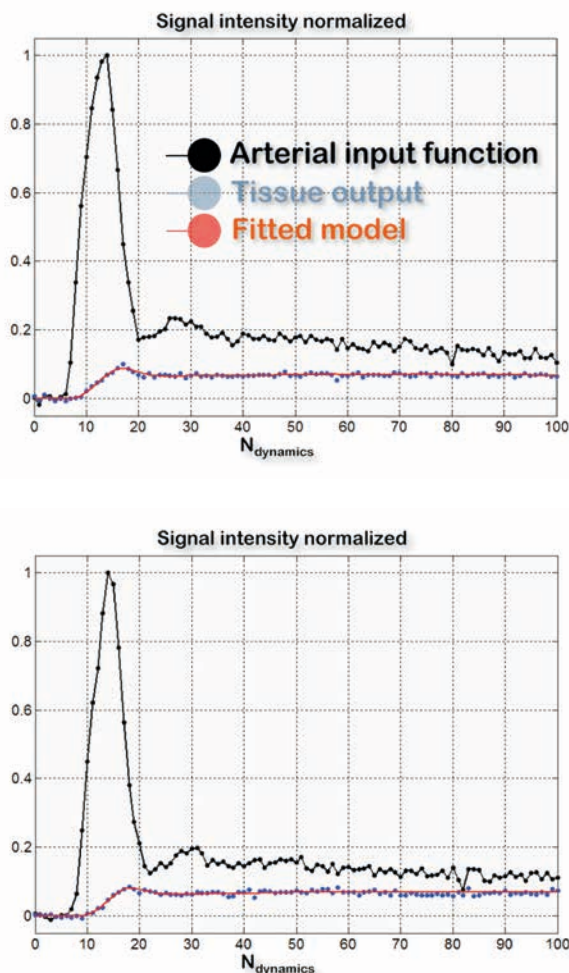 Signal intensity normalized
1
0.8
0.6
0.4
0.2
0
Arterial input function
Tissue output
Fitted model
0 10 20 30 40 50 60 70 80 90 100
N_dynamics
Signal intensity normalized
1
0.8
0.6
0.4
0.2
0
0 10 20 30 40 50 60 70 80 90 100
N_dynamics